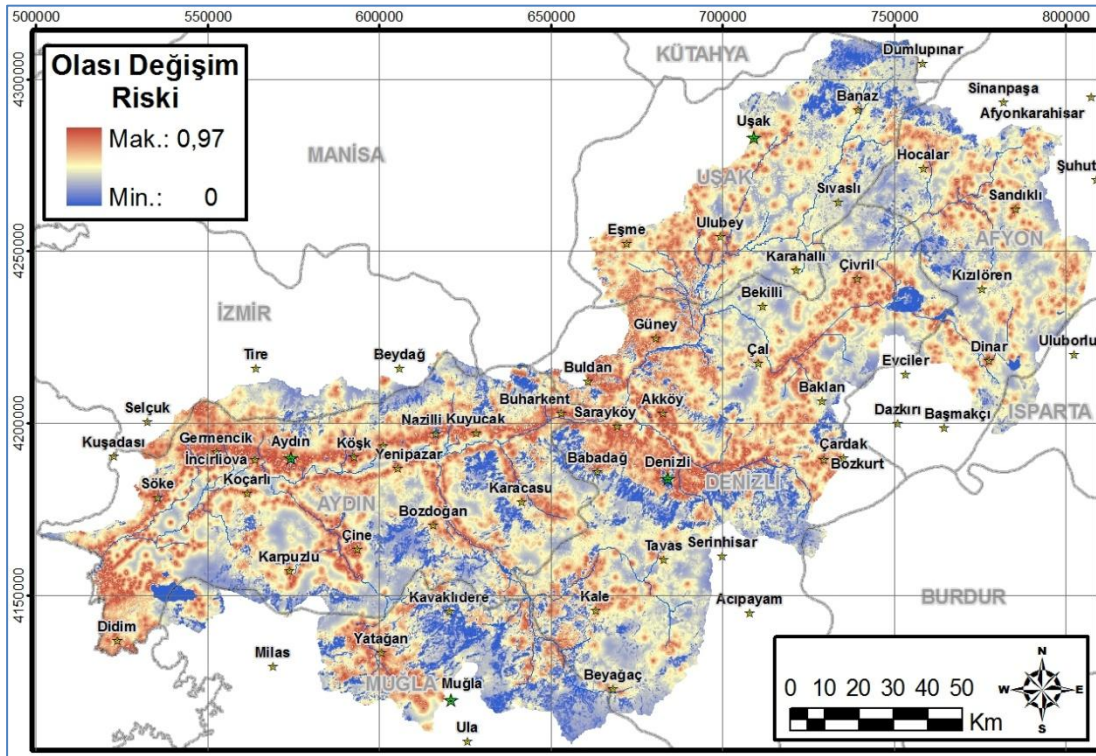 500000 550000 600000 650000 700000 750000 800000
4300000
4250000
4200000
4150000
Olası Değişim
Riski
Mak.: 0,97
Min.: 0
KÜTAHYA
Dumlupınar
Sinanpaşa
Afyonkarahisar
Banaz
Uşak
MANİSA
Hocalar
Şuhut
UŞAK
Sıvaslı
Sandıklı
Ulubey
Eşme
AFYON
Karahallı
Çivril
Kızılören
Bekilli
İZMİR
Güney
Tire
Beydağ
Buldan
Çal
Evciler
Dinar
Uluborlu
Selçuk
Buharkent
Sarayköy
Akköy
Baklan
Dazkırı
Başmakçı
ISPARTA
Kuşadası
Germencik
Aydın
Köşk
Nazilli
Kuyucak
İncirliova
Yenipazar
Babadağ
Denizli
Çardak
Bozkurt
Söke
Koçarlı
AYDIN
Karacasu
DENİZLİ
Bozdoğan
Çine
Karpuzlu
Tavas
Serinhisar
Kavaklıdere
Kale
Acıpayam
BURDUR
Didim
Milas
Yatağan
MUĞLA
Muğla
Beyağaç
Ula
0 5 10 20 30 40 50
Km
N
W E
S